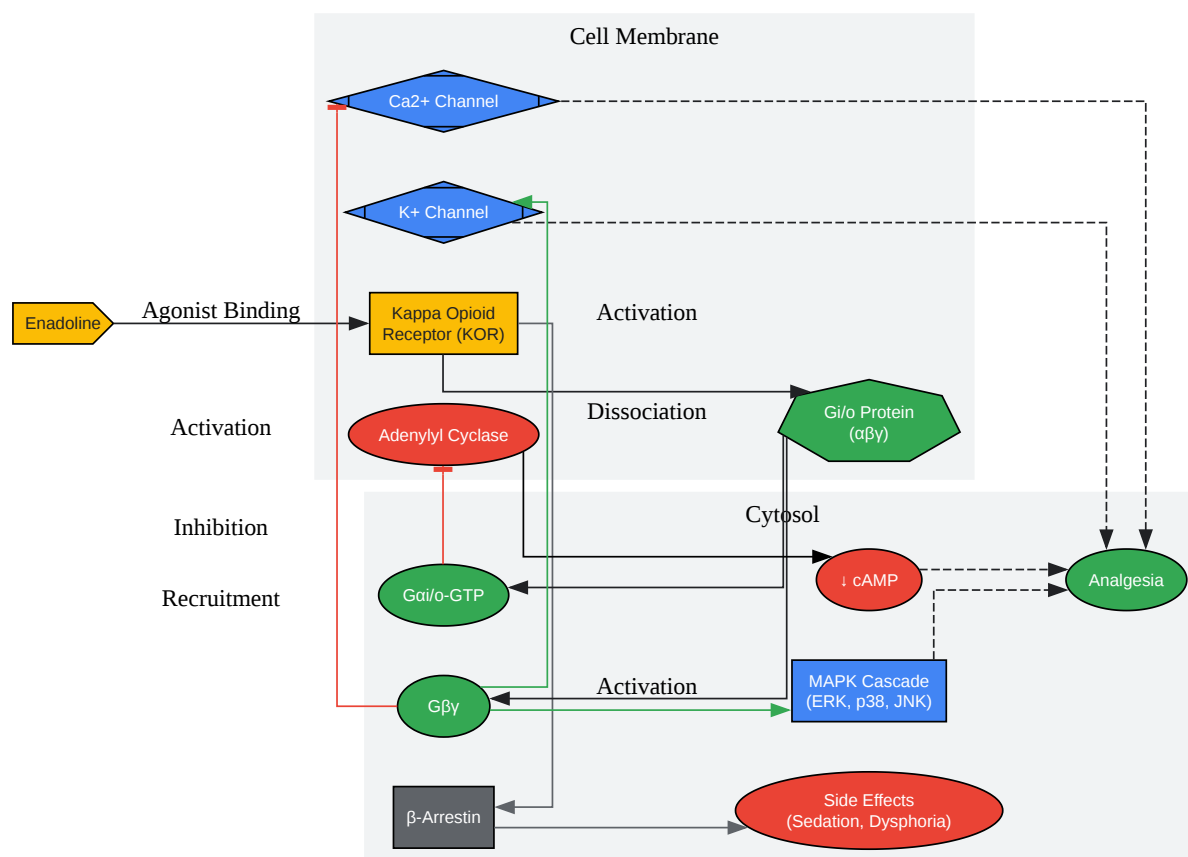 Cell Membrane
Ca2+ Channel
K+ Channel
Agonist Binding
Enadoline
Kappa Opioid
Receptor (KOR)
Activation
Dissociation
Gi/o Protein
(αβγ)
Activation
Adenylyl Cyclase
Cytosol
Inhibition
↓ cAMP
Analgesia
Gαi/o-GTP
Recruitment
Activation
MAPK Cascade
(ERK, p38, JNK)
Gβγ
β-Arrestin
Side Effects
(Sedation, Dysphoria)